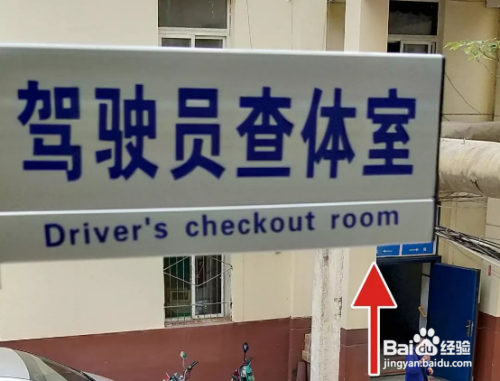 驾驶员查体室
Driver's checkout room
Baidu经验
jingyan.baidu.com